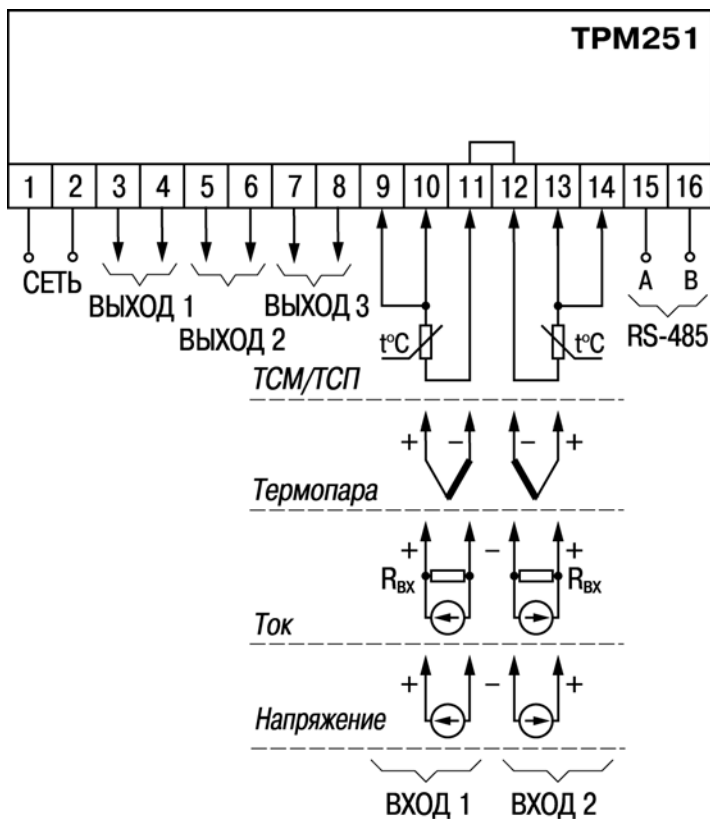 ТРМ251
1 2 3 4 5 6 7 8 9 10 11 12 13 14 15 16
СЕТЬ
ВЫХОД 1
ВЫХОД 2
ВЫХОД 3
A B
RS-485
t°C t°C
ТСМ/ТСП
+ − − +
Термопара
+ − +
Rвх Rвх
Ток
+ − +
Напряжение
ВХОД 1 ВХОД 2